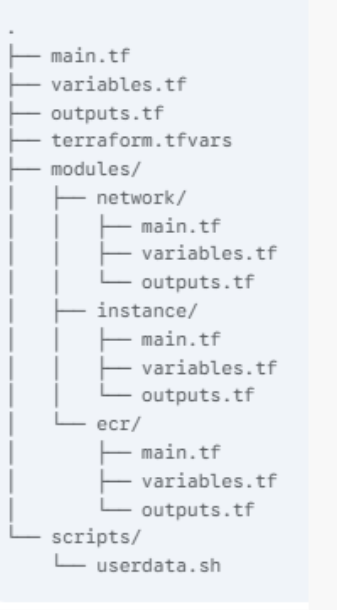 .
├── main.tf
├── variables.tf
├── outputs.tf
├── terraform.tfvars
├── modules/
│   ├── network/
│   │   ├── main.tf
│   │   ├── variables.tf
│   │   └── outputs.tf
│   ├── instance/
│   │   ├── main.tf
│   │   ├── variables.tf
│   │   └── outputs.tf
│   └── ecr/
│       ├── main.tf
│       ├── variables.tf
│       └── outputs.tf
└── scripts/
    └── userdata.sh